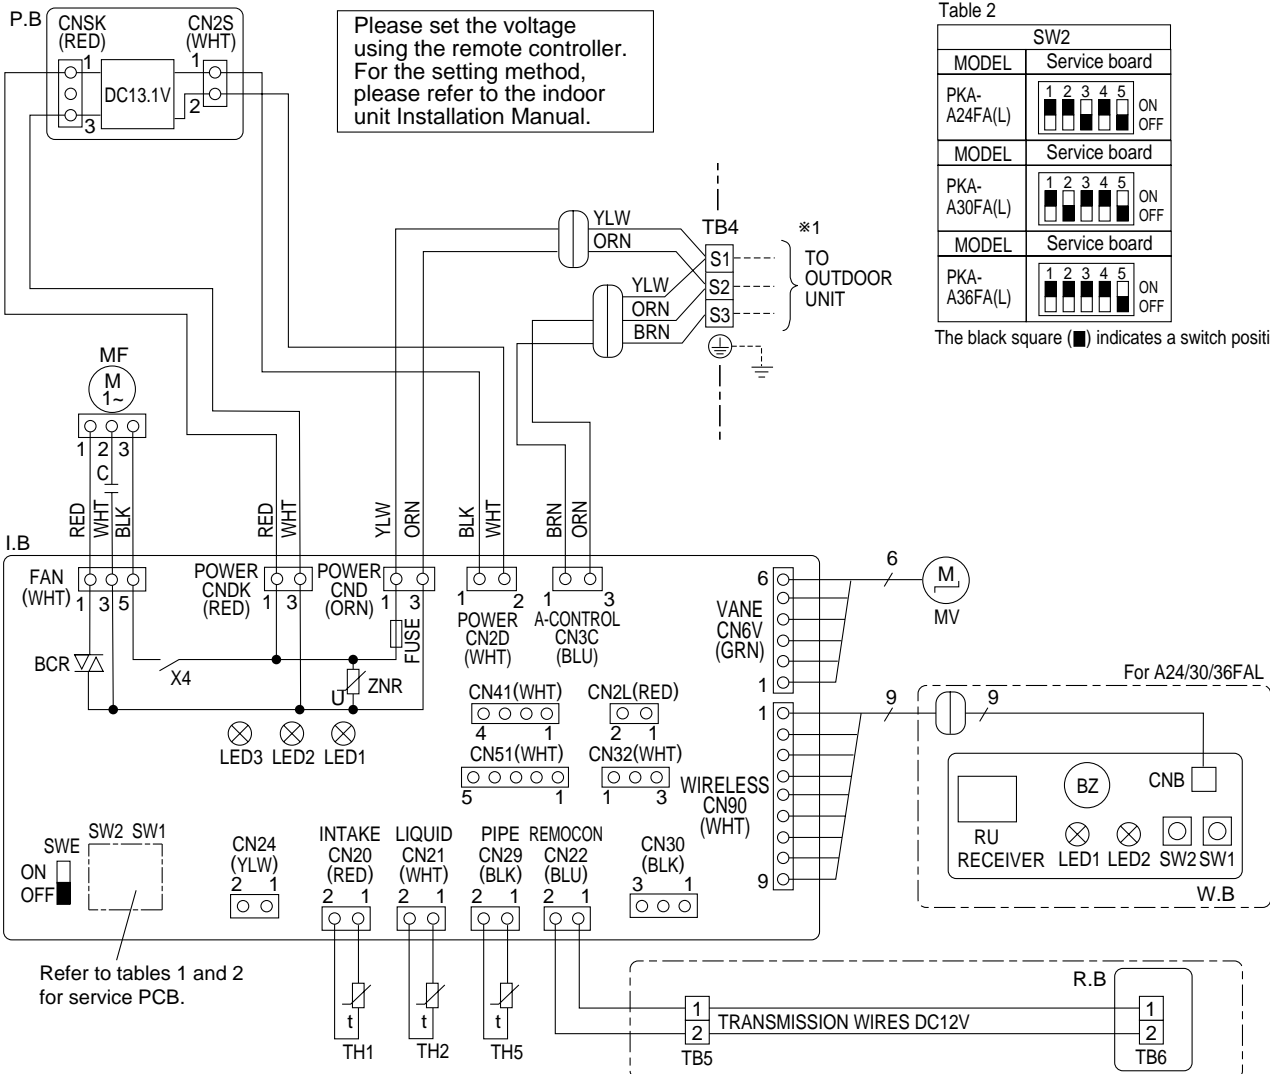 P.B
CNSK
(RED)
CN2S
(WHT)
1
3
DC13.1V
1
2
Please set the voltage
using the remote controller.
For the setting method,
please refer to the indoor
unit Installation Manual.
Table 2
SW2
MODEL Service board
PKA-
A24FA(L)
1 2 3 4 5
ON
OFF
MODEL Service board
PKA-
A30FA(L)
1 2 3 4 5
ON
OFF
MODEL Service board
PKA-
A36FA(L)
1 2 3 4 5
ON
OFF
The black square (■) indicates a switch positi
YLW
ORN
YLW
ORN
BRN
TB4
S1
S2
S3
※1
TO
OUTDOOR
UNIT
MF
M
1~
1 2 3
C
RED
WHT
BLK
RED
WHT
YLW
ORN
BLK
WHT
BRN
ORN
I.B
FAN
(WHT)
1 3 5
POWER
CNDK
(RED)
1 3
POWER
CND
(ORN)
1 3
FUSE
1 2
POWER
CN2D
(WHT)
1 3
A-CONTROL
CN3C
(BLU)
6
VANE
CN6V
(GRN)
1
6
M
MV
BCR
X4
U
ZNR
LED3 LED2 LED1
CN41(WHT)
4 1
CN2L(RED)
2 1
CN51(WHT)
5 1
CN32(WHT)
1 3
1
WIRELESS
CN90
(WHT)
9
9
9
For A24/30/36FAL
RU
RECEIVER
BZ
CNB
LED1 LED2 SW2 SW1
W.B
SWE
ON
OFF
SW2 SW1
CN24
(YLW)
2 1
INTAKE
CN20
(RED)
2 1
LIQUID
CN21
(WHT)
2 1
PIPE
CN29
(BLK)
2 1
REMOCON
CN22
(BLU)
2 1
CN30
(BLK)
3 1
Refer to tables 1 and 2
for service PCB.
t
TH1
t
TH2
t
TH5
1
2
TB5
TRANSMISSION WIRES DC12V
R.B
1
2
TB6